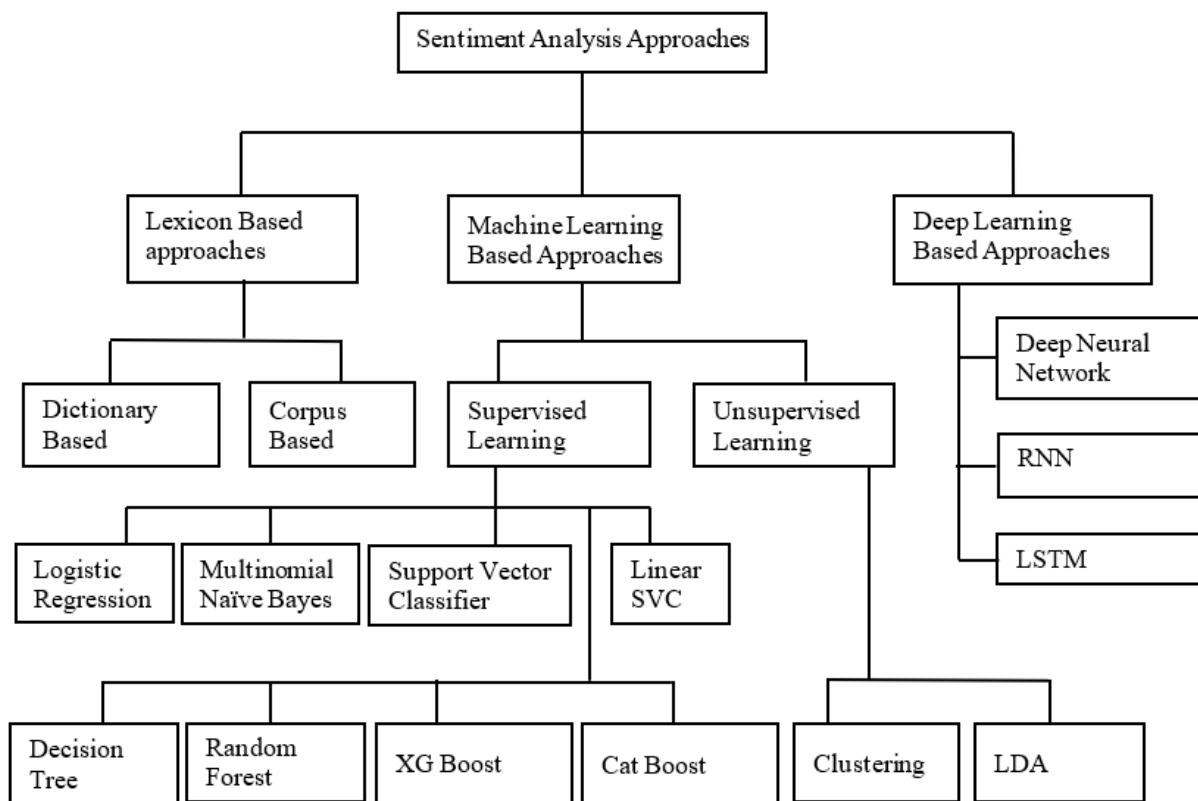 Sentiment Analysis Approaches
Lexicon Based
approaches
Machine Learning
Based Approaches
Deep Learning
Based Approaches
Deep Neural
Network
Dictionary
Based
Corpus
Based
Supervised
Learning
Unsupervised
Learning
RNN
LSTM
Logistic
Regression
Multinomial
Naïve Bayes
Support Vector
Classifier
Linear
SVC
Decision
Tree
Random
Forest
XG Boost
Cat Boost
Clustering
LDA